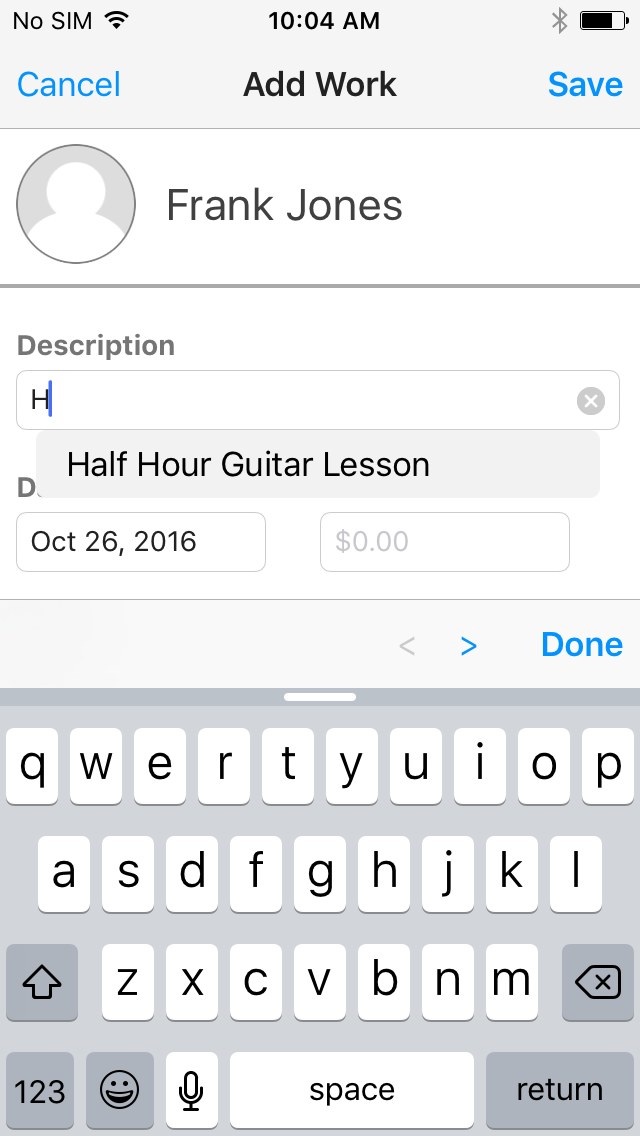 No SIM 10:04 AM
Cancel Add Work Save
Frank Jones
Description
H
Half Hour Guitar Lesson
D
Oct 26, 2016 $0.00
< > Done
q w e r t y u i o p
a s d f g h j k l
z x c v b n m
123 space return